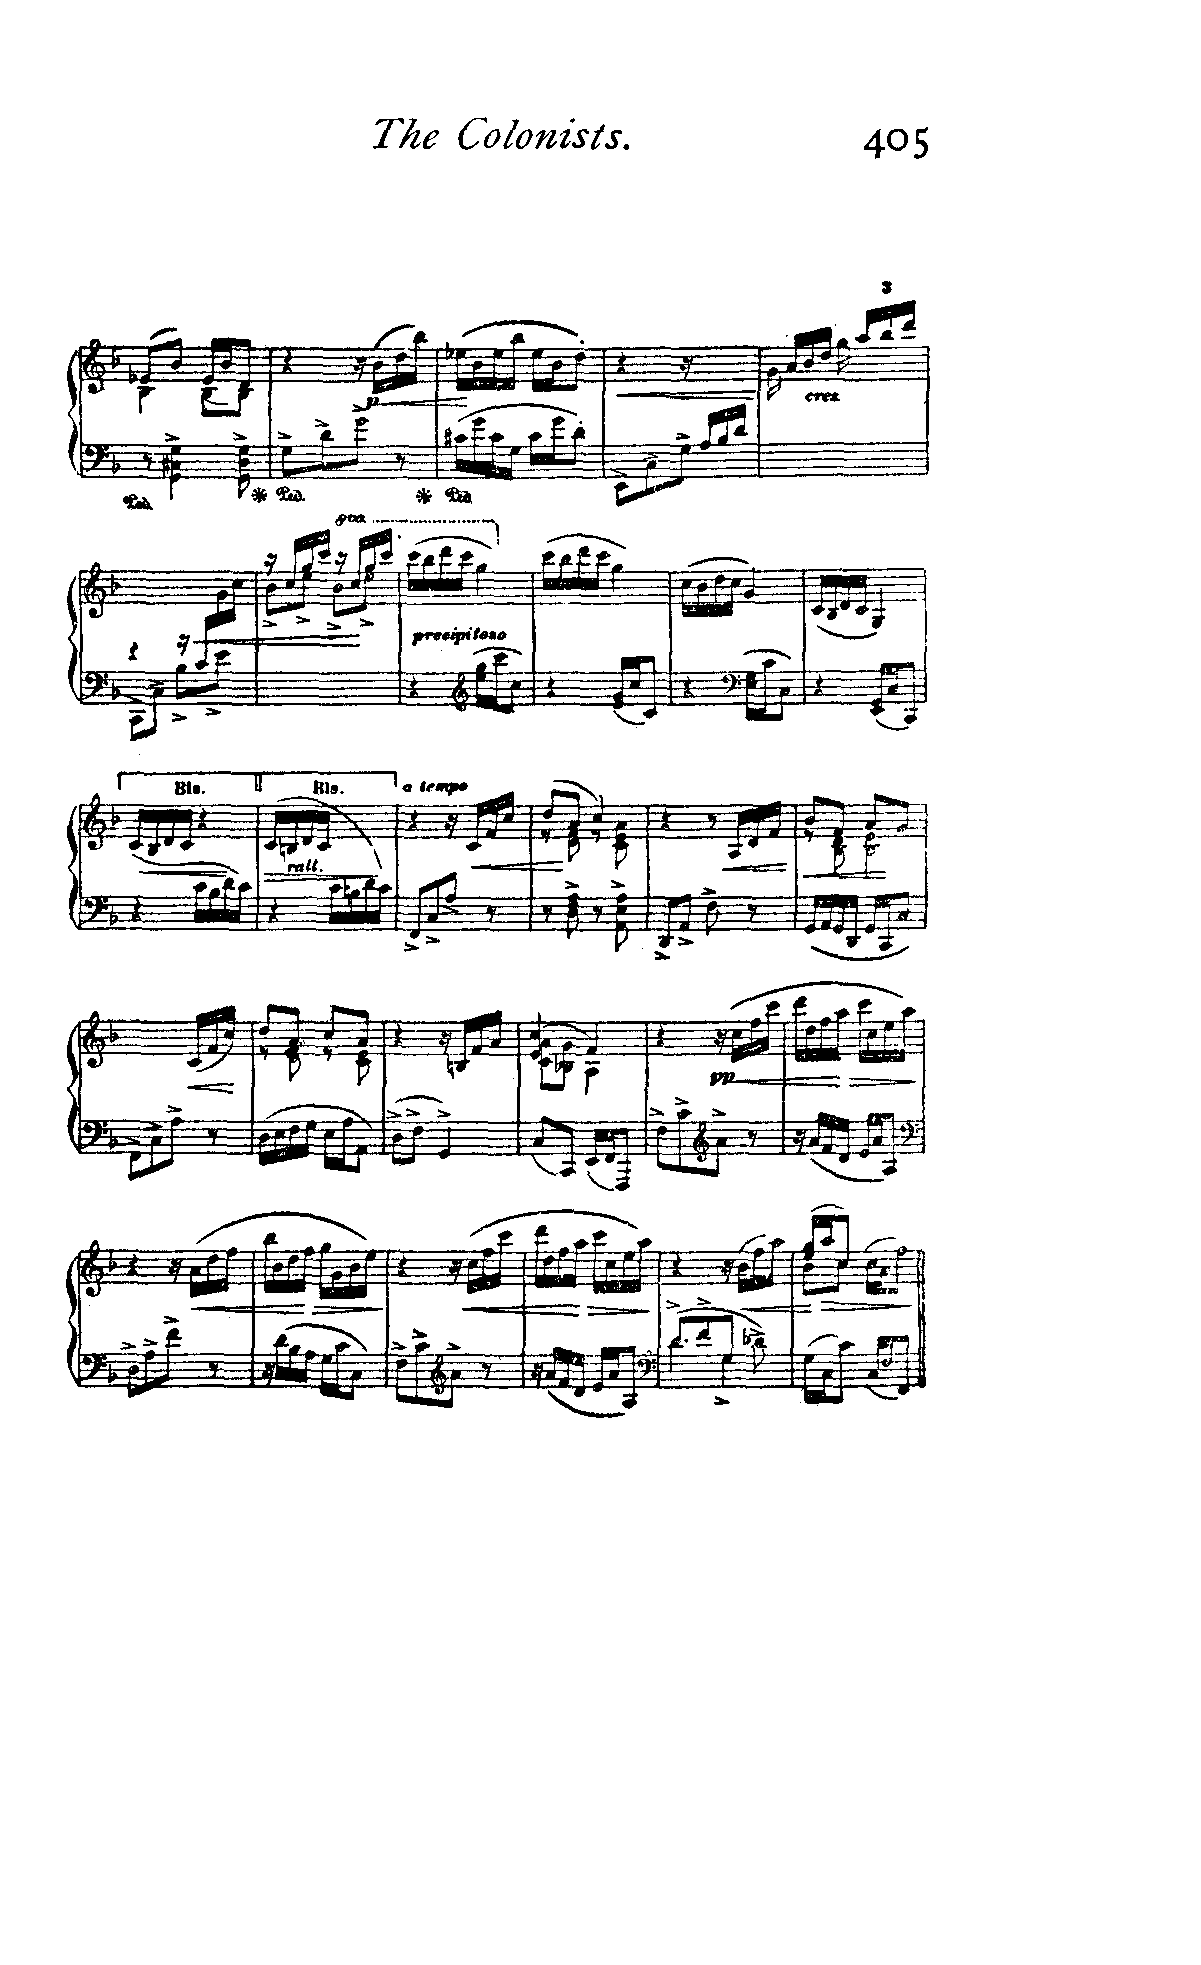 The Colonists. 405
3
p cres.
Ped. Ped. Ped.
8va
precipitoso
Bis. Bis. a tempo
rall.
pp